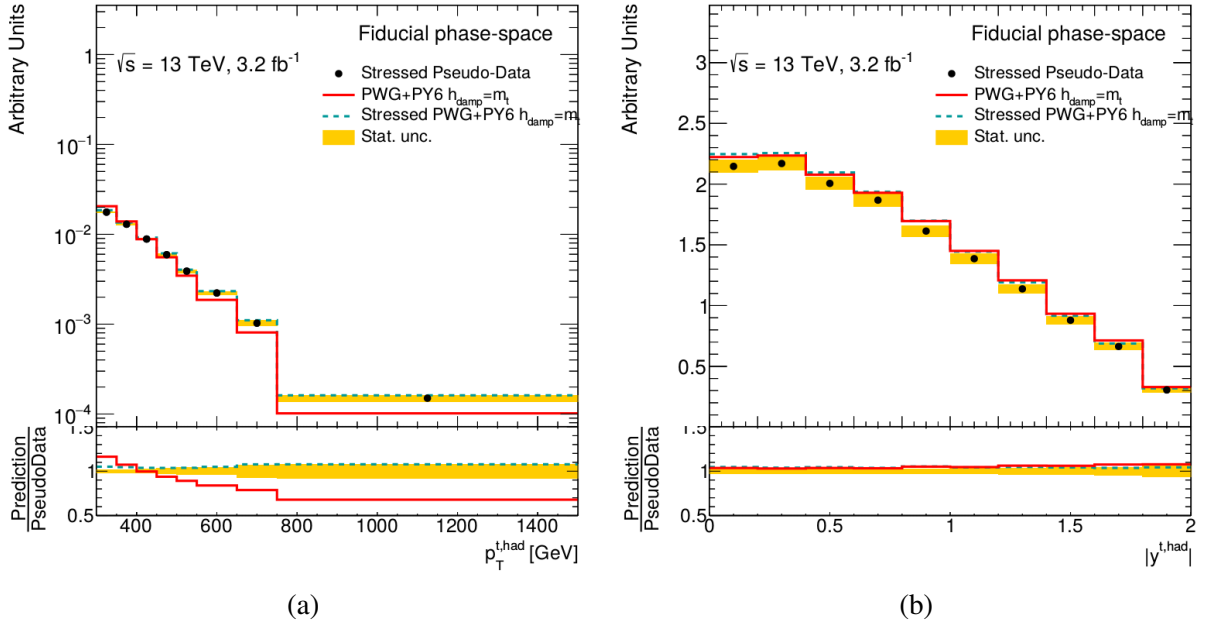 Arbitrary Units
Fiducial phase-space
√s = 13 TeV, 3.2 fb⁻¹
Stressed Pseudo-Data
PWG+PY6 h_damp=m_t
Stressed PWG+PY6 h_damp=m_t
Stat. unc.
1
10⁻¹
10⁻²
10⁻³
10⁻⁴
Prediction
PseudoData
1.5
1
0.5
400 600 800 1000 1200 1400
p_T^{t,had} [GeV]
(a)
Arbitrary Units
Fiducial phase-space
√s = 13 TeV, 3.2 fb⁻¹
Stressed Pseudo-Data
PWG+PY6 h_damp=m_t
Stressed PWG+PY6 h_damp=m_t
Stat. unc.
3
2.5
2
1.5
1
0.5
Prediction
PseudoData
1.5
1
0.5
0 0.5 1 1.5 2
|y^{t,had}|
(b)